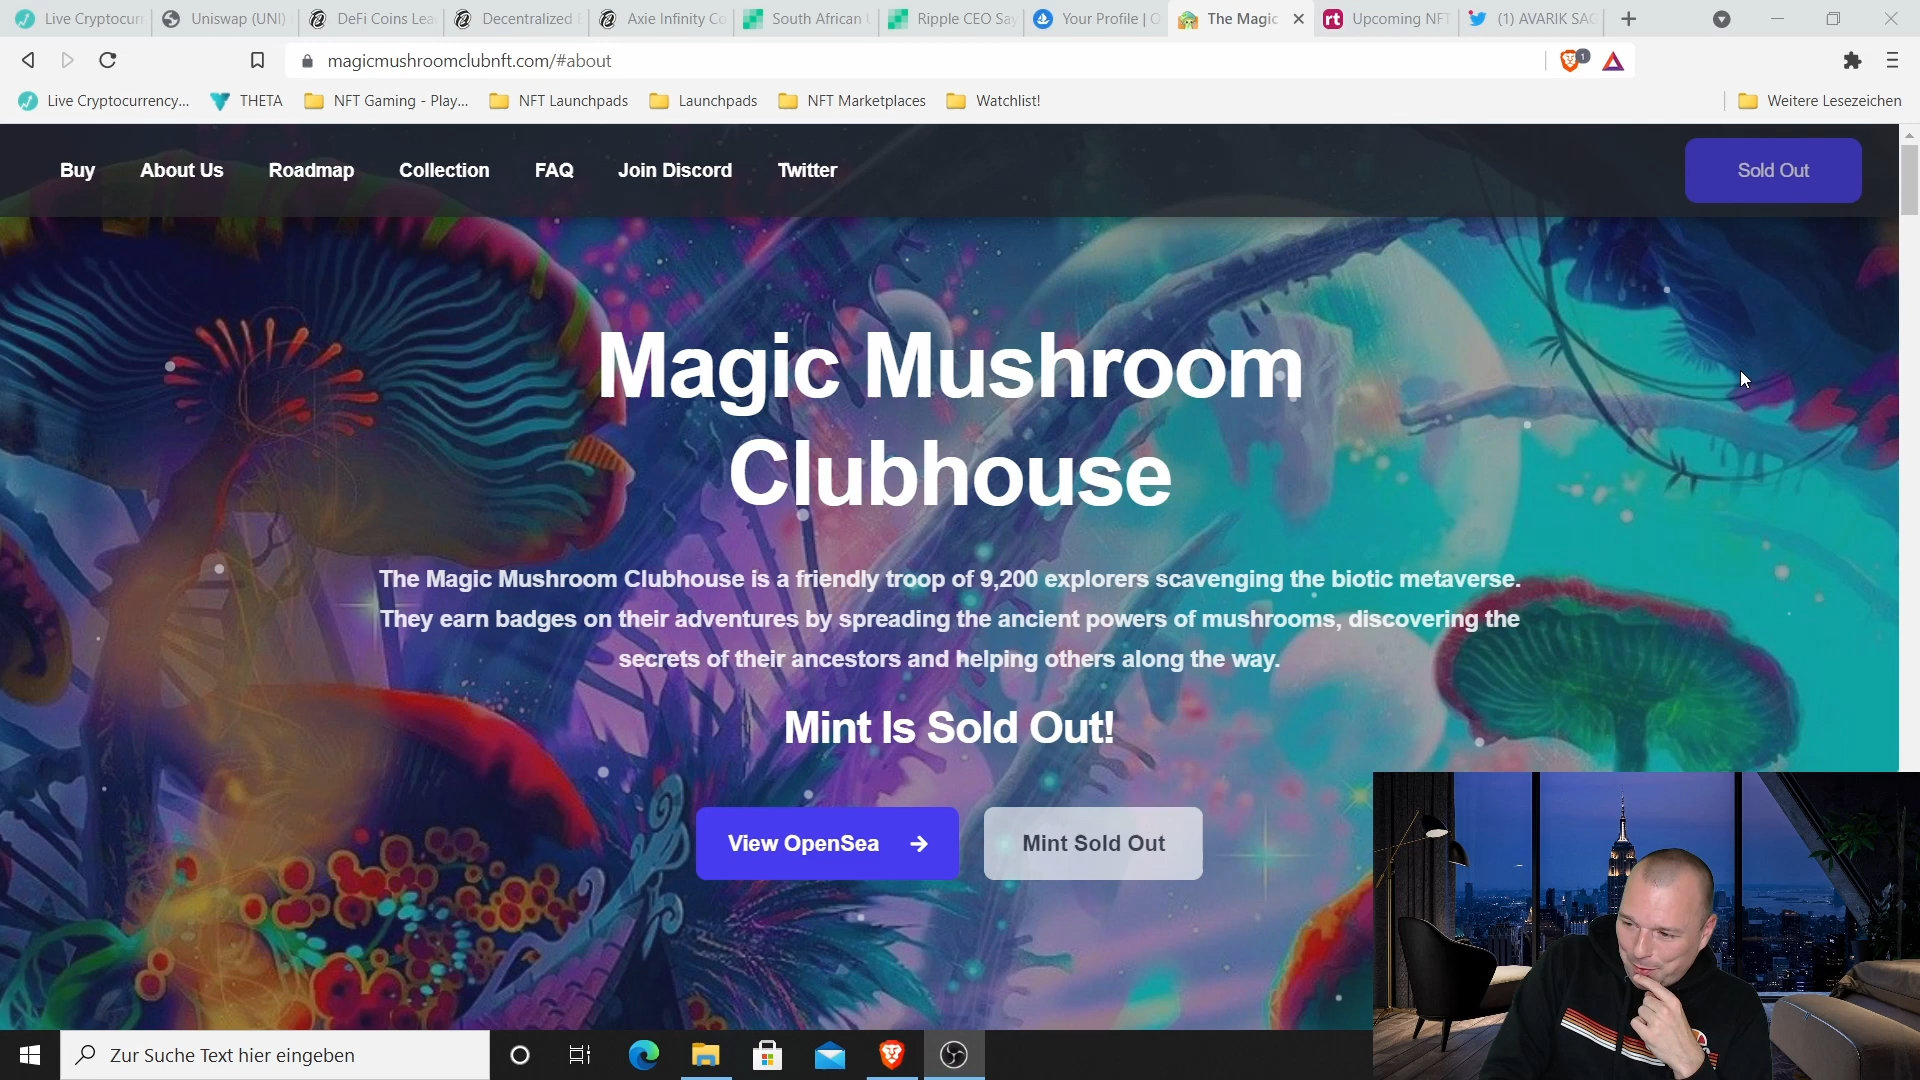 Live Cryptocur
Uniswap (UNI)
DeFi Coins Lea
Decentralized E
Axie Infinity Co
South African
Ripple CEO Say
Your Profile | O
The Magic
Upcoming NFT
(1) AVARIK SAG
magicmushroomclubnft.com/#about
1
Live Cryptocurrency...
THETA
NFT Gaming - Play...
NFT Launchpads
Launchpads
NFT Marketplaces
Watchlist!
Weitere Lesezeichen
Buy
About Us
Roadmap
Collection
FAQ
Join Discord
Twitter
Sold Out
Magic Mushroom
Clubhouse
The Magic Mushroom Clubhouse is a friendly troop of 9,200 explorers scavenging the biotic metaverse.
They earn badges on their adventures by spreading the ancient powers of mushrooms, discovering the
secrets of their ancestors and helping others along the way.
Mint Is Sold Out!
View OpenSea
Mint Sold Out
Zur Suche Text hier eingeben